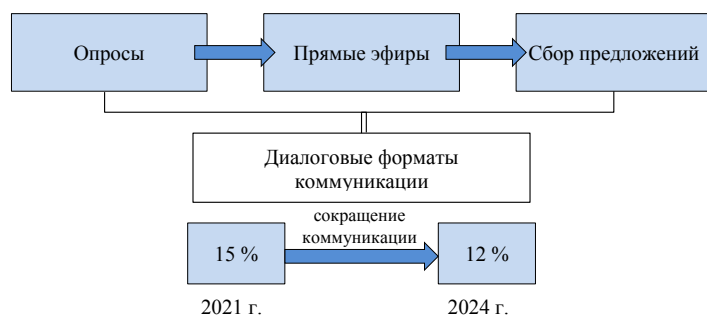 Опросы
Прямые эфиры
Сбор предложений
Диалоговые форматы
коммуникации
сокращение
коммуникации
15 %
12 %
2021 г.
2024 г.